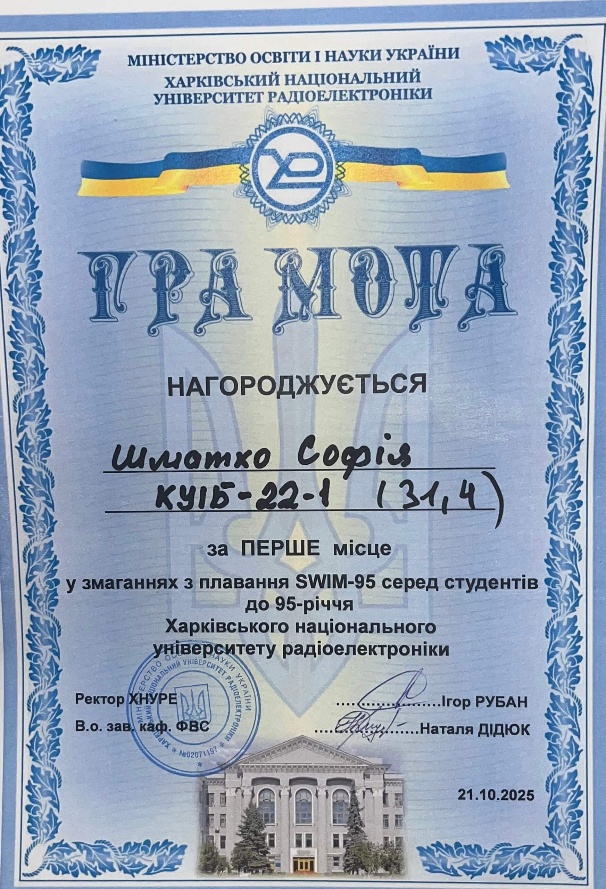 МІНІСТЕРСТВО ОСВІТИ І НАУКИ УКРАЇНИ
ХАРКІВСЬКИЙ НАЦІОНАЛЬНИЙ
УНІВЕРСИТЕТ РАДІОЕЛЕКТРОНІКИ
ГРАМОТА
НАГОРОДЖУЄТЬСЯ
Шматко Софія
КУІБ-22-1 (31,4)
за ПЕРШЕ місце
у змаганнях з плавання SWIM-95 серед студентів
до 95-річчя
Харківського національного
університету радіоелектроніки
Ректор ХНУРЕ ....................Ігор РУБАН
В.о. зав. каф. ФВС ....................Наталя ДІДЮК
21.10.2025